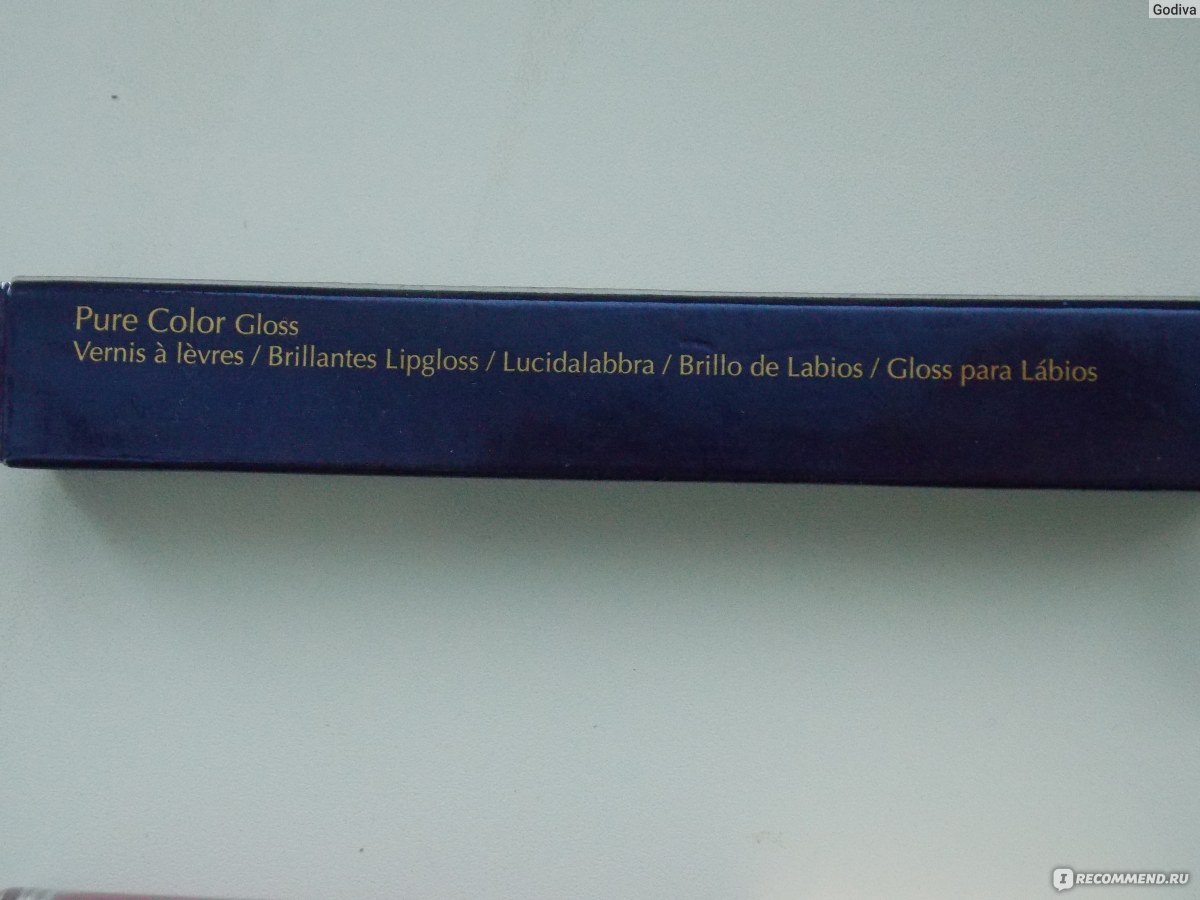 Godiva
Pure Color Gloss
Vernis à lèvres / Brillantes Lipgloss / Lucidalabbra / Brillo de Labios / Gloss para Lábios
I RECOMMEND.RU